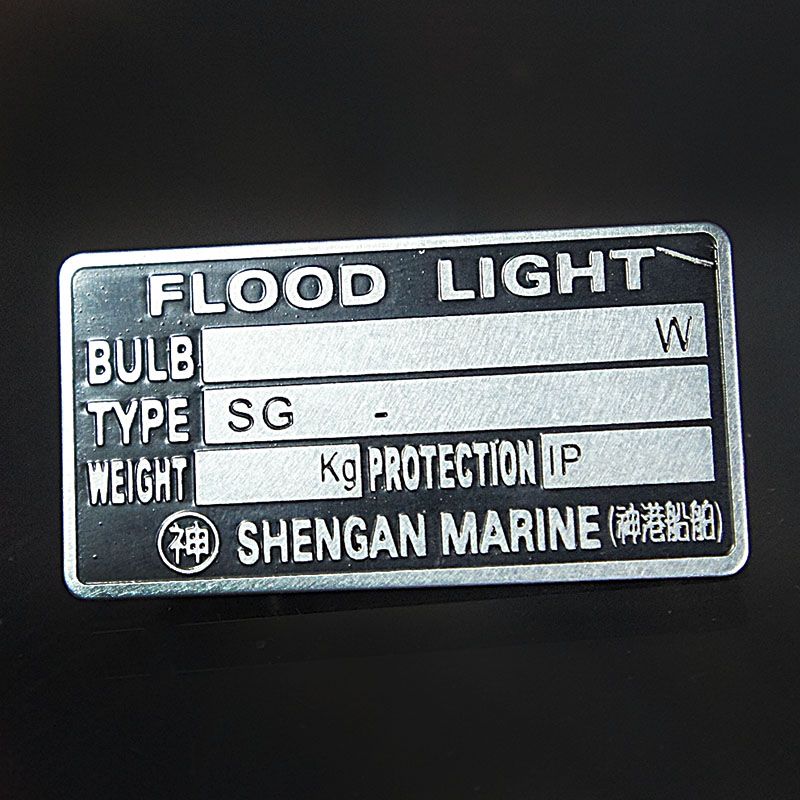 FLOOD LIGHT
BULB W
TYPE SG -
WEIGHT Kg PROTECTION IP
神 SHENGAN MARINE (神港船舶)